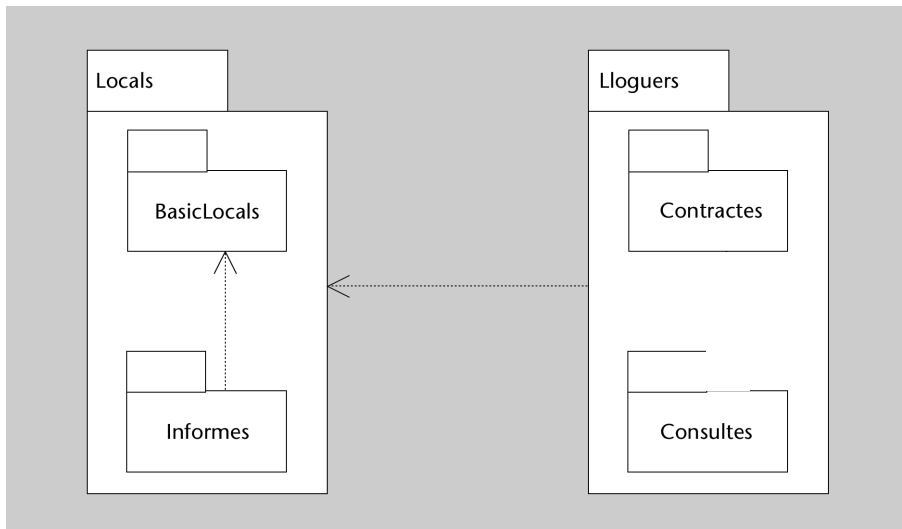 Locals
Lloguers
BasicLocals
Contractes
Informes
Consultes